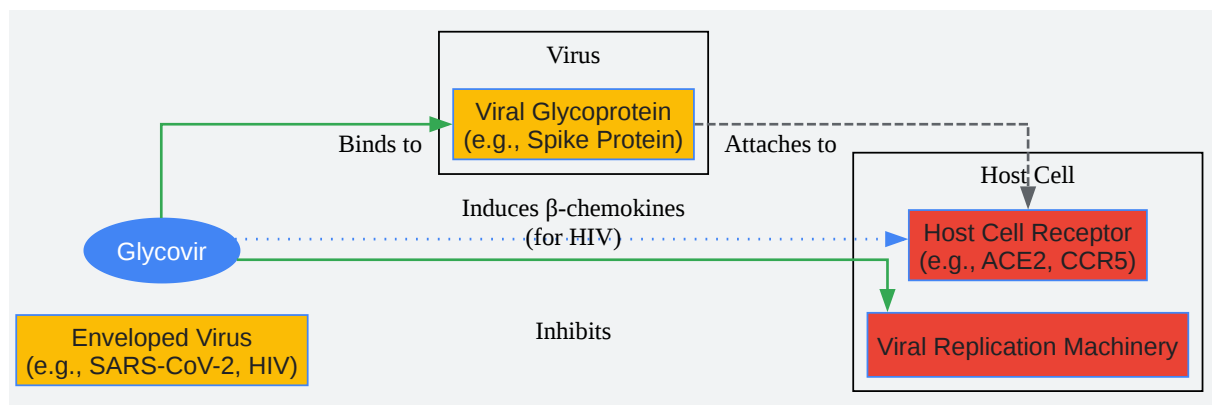 Virus
Viral Glycoprotein
(e.g., Spike Protein)
Binds to
Attaches to
Host Cell
Induces β-chemokines
(for HIV)
Glycovir
Host Cell Receptor
(e.g., ACE2, CCR5)
Inhibits
Viral Replication Machinery
Enveloped Virus
(e.g., SARS-CoV-2, HIV)